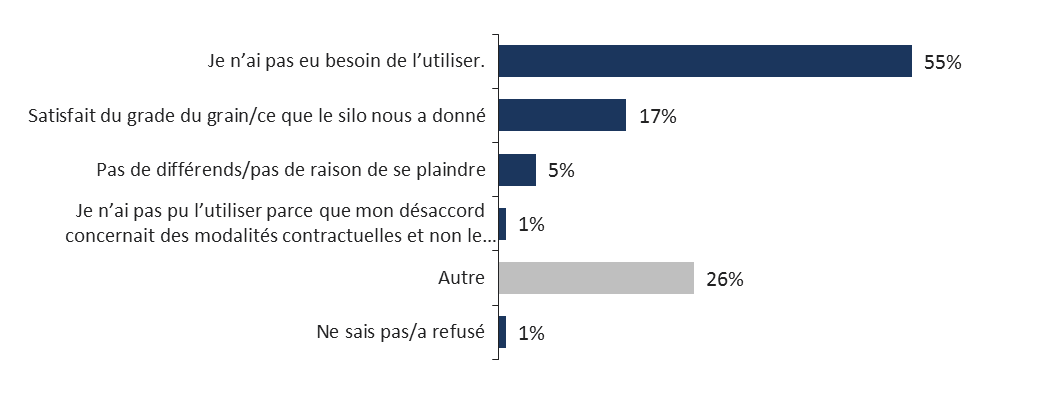 Je n’ai pas eu besoin de l’utiliser. 55%
Satisfait du grade du grain/ce que le silo nous a donné 17%
Pas de différends/pas de raison de se plaindre 5%
Je n’ai pas pu l’utiliser parce que mon désaccord
concernait des modalités contractuelles et non le... 1%
Autre 26%
Ne sais pas/a refusé 1%